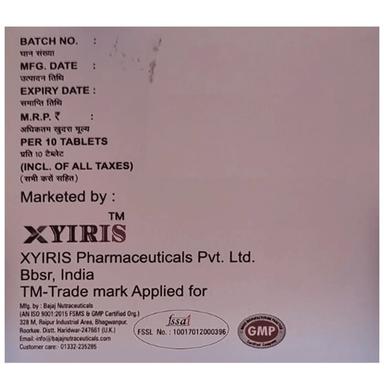 BATCH NO. :
घान संख्या
MFG. DATE :
उत्पादन तिथि
EXPIRY DATE :
समाप्ति तिथि
M.R.P. ₹ :
अधिकतम खुदरा मूल्य
PER 10 TABLETS
प्रति 10 टैब्लेट
(INCL. OF ALL TAXES)
(सभी करों सहित)
Marketed by :
XYIRIS TM
XYIRIS Pharmaceuticals Pvt. Ltd.
Bbsr, India
TM-Trade mark Applied for
Mfg. by : Bajaj Nutraceuticals
(AN ISO 9001:2015 FSMS & GMP Certified Org.)
328 M, Raipur Industrial Area, Bhagwanpur,
Roorkee. Distt. Haridwar-247661 (U.K.)
Email:-info@bajajnutraceuticals.com
Customer care: 01332-235285
fssai
FSSL No. : 10017012000396
GMP